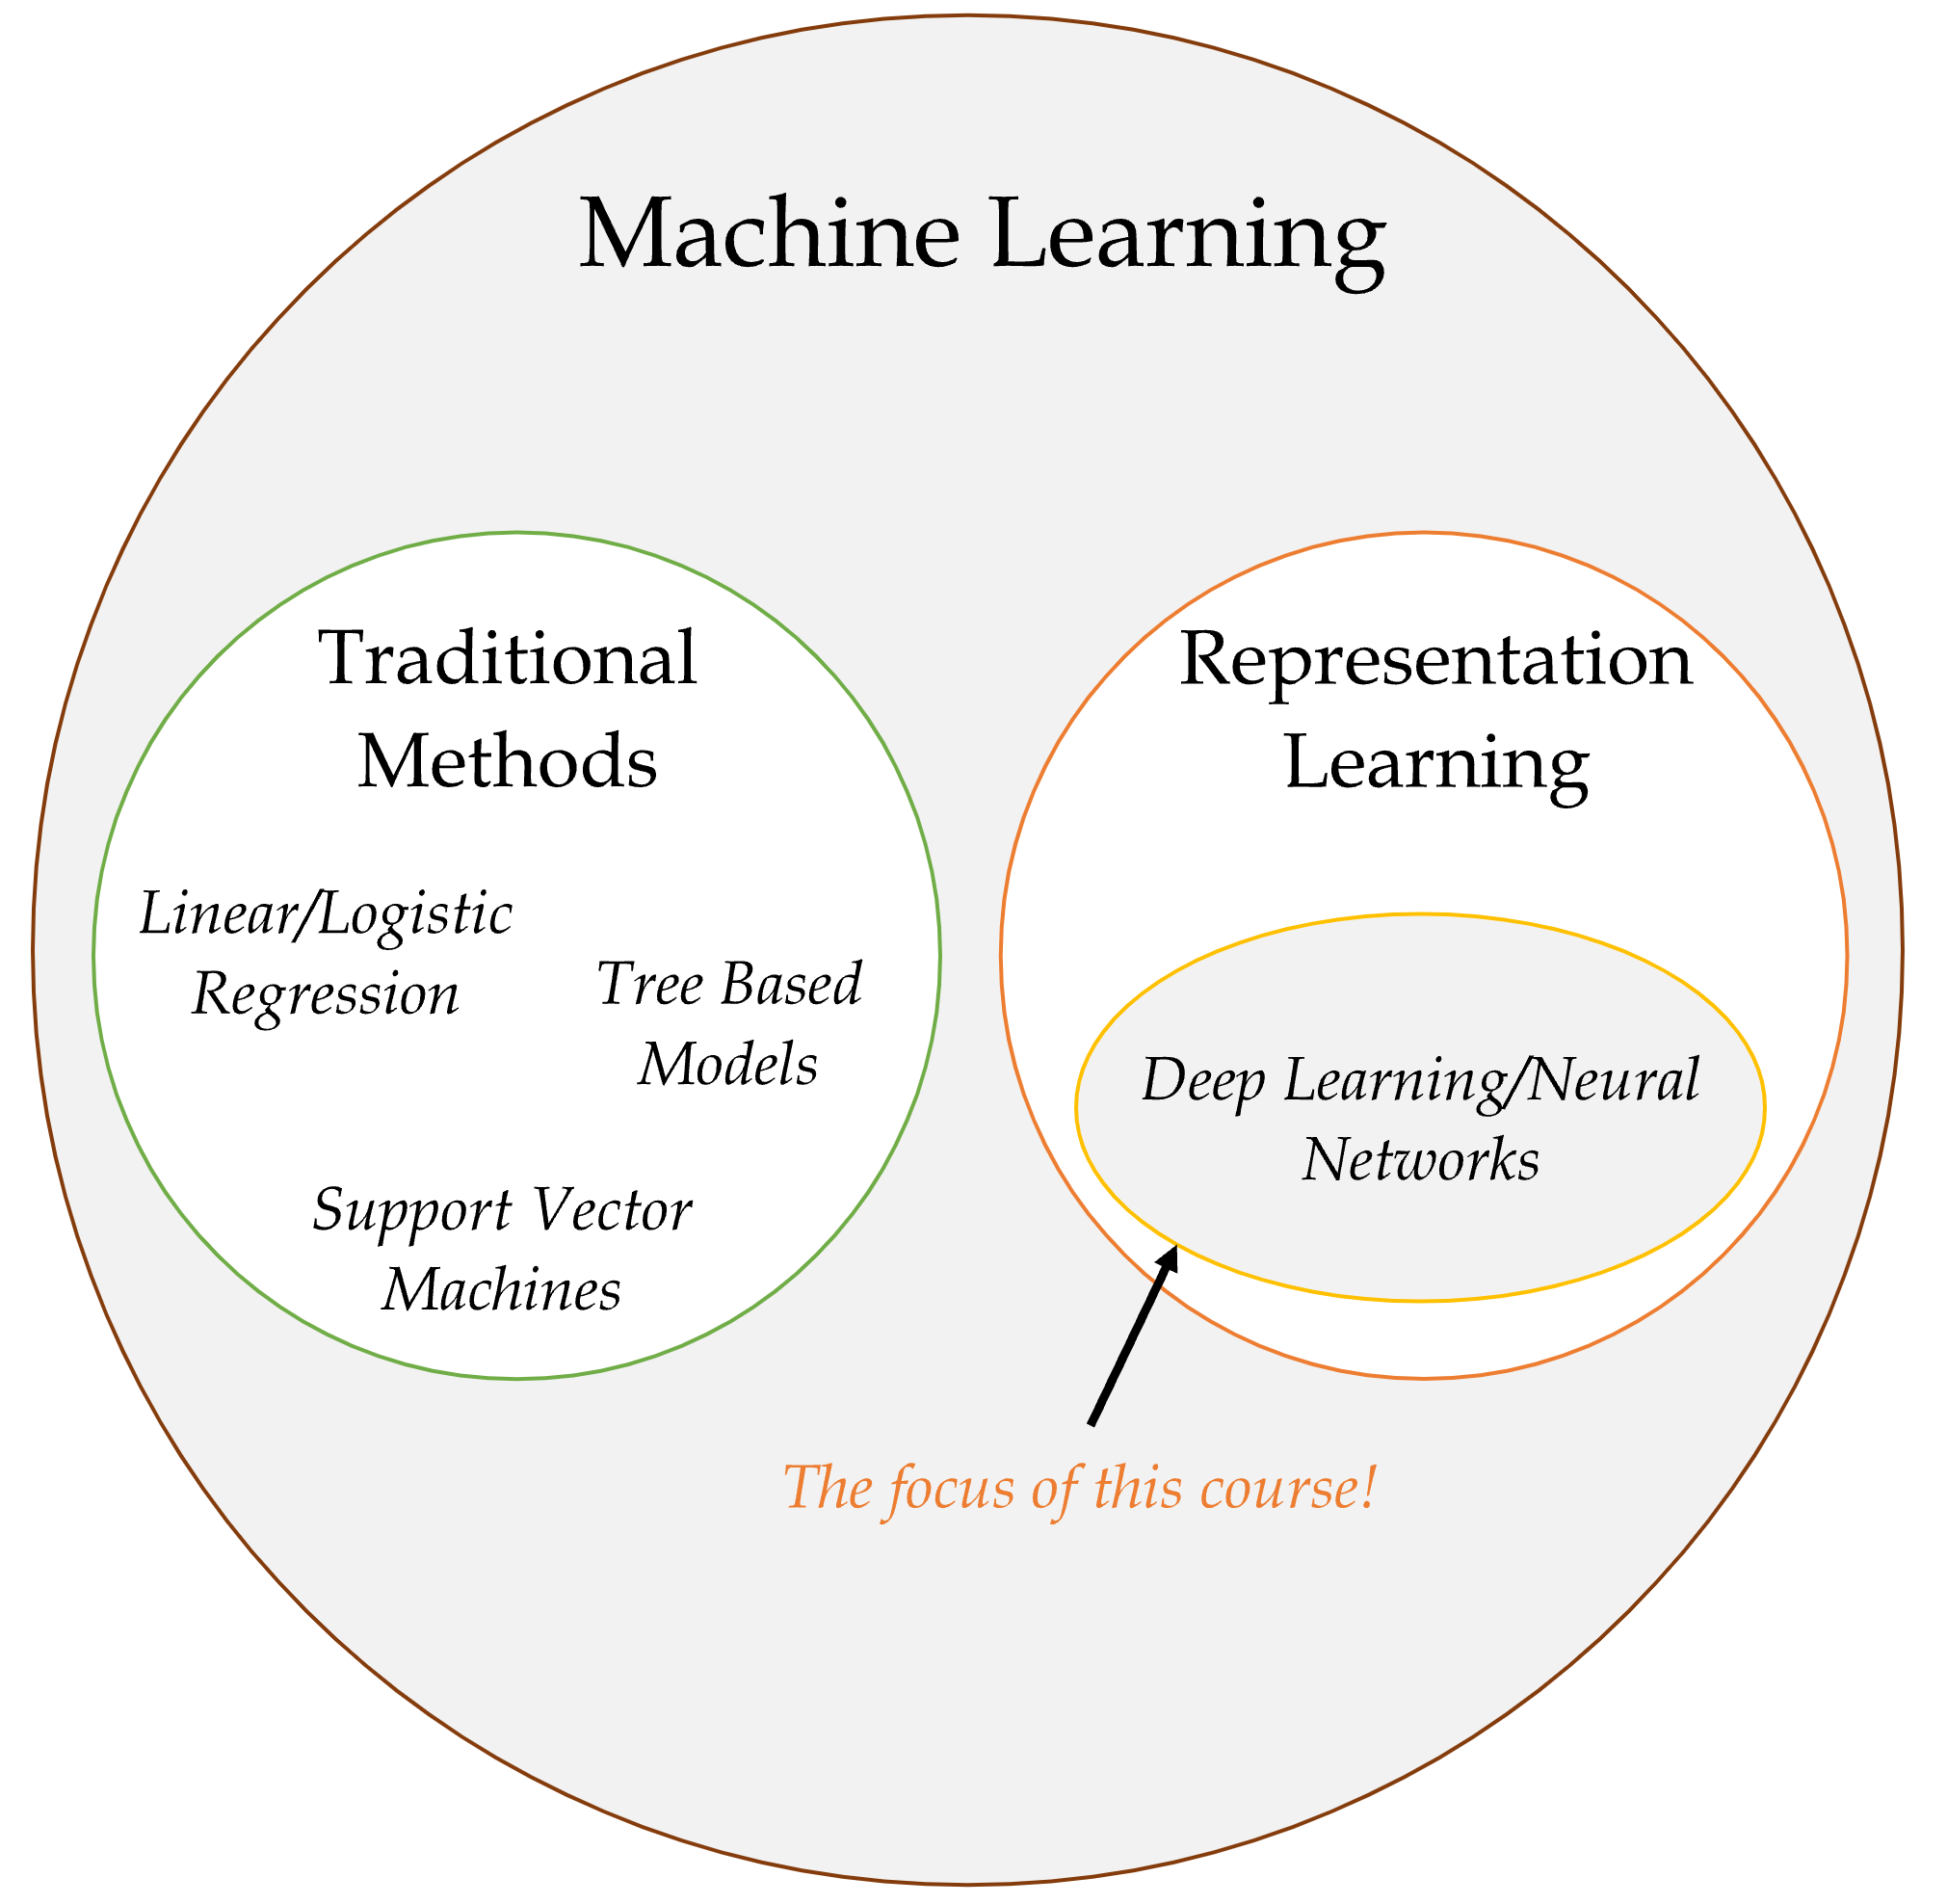 Machine Learning
Traditional
Methods
Linear/Logistic
Regression
Tree Based
Models
Support Vector
Machines
Representation
Learning
Deep Learning/Neural
Networks
The focus of this course!